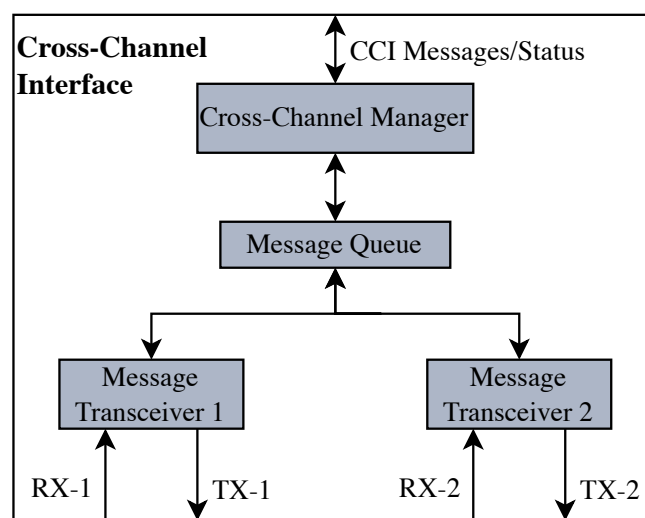 Cross-Channel
Interface
CCI Messages/Status
Cross-Channel Manager
Message Queue
Message
Transceiver 1
Message
Transceiver 2
RX-1
TX-1
RX-2
TX-2